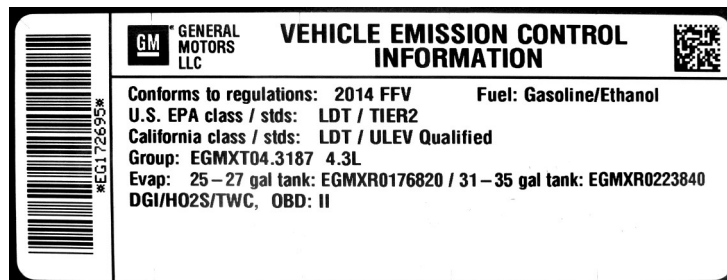 *EG172695*
GM GENERAL
MOTORS
LLC
VEHICLE EMISSION CONTROL
INFORMATION
Conforms to regulations: 2014 FFV Fuel: Gasoline/Ethanol
U.S. EPA class / stds: LDT / TIER2
California class / stds: LDT / ULEV Qualified
Group: EGMXT04.3187 4.3L
Evap: 25–27 gal tank: EGMXR0176820 / 31–35 gal tank: EGMXR0223840
DGI/HO2S/TWC, OBD: II